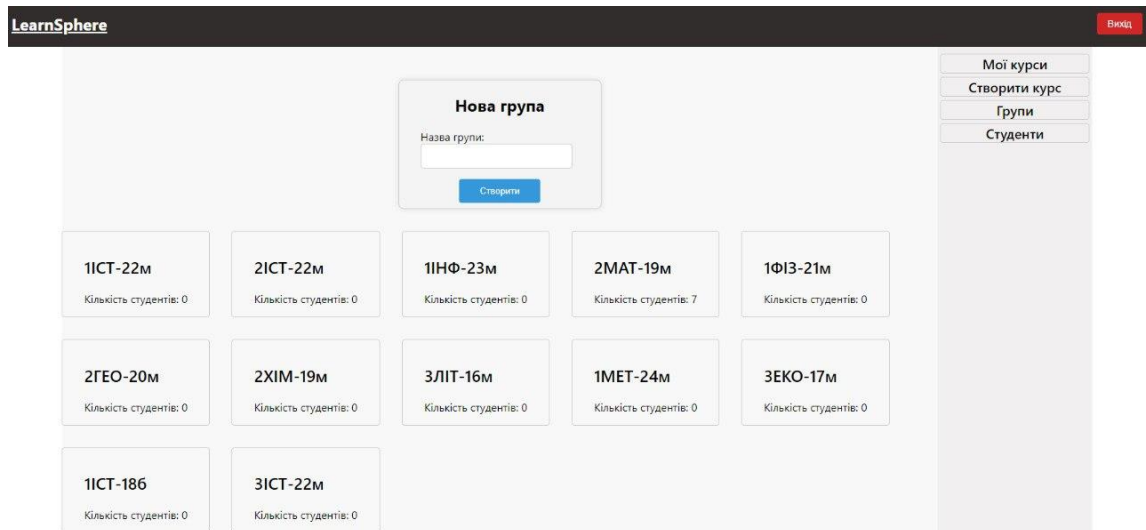 LearnSphere
Вихід
Мої курси
Створити курс
Групи
Студенти
Нова група
Назва групи:
Створити
1ІСТ-22м
Кількість студентів: 0
2ІСТ-22м
Кількість студентів: 0
1ІНФ-23м
Кількість студентів: 0
2МАТ-19м
Кількість студентів: 7
1ФІЗ-21м
Кількість студентів: 0
2ГЕО-20м
Кількість студентів: 0
2ХІМ-19м
Кількість студентів: 0
3ЛІТ-16м
Кількість студентів: 0
1МЕТ-24м
Кількість студентів: 0
3ЕКО-17м
Кількість студентів: 0
1ІСТ-18б
Кількість студентів: 0
3ІСТ-22м
Кількість студентів: 0